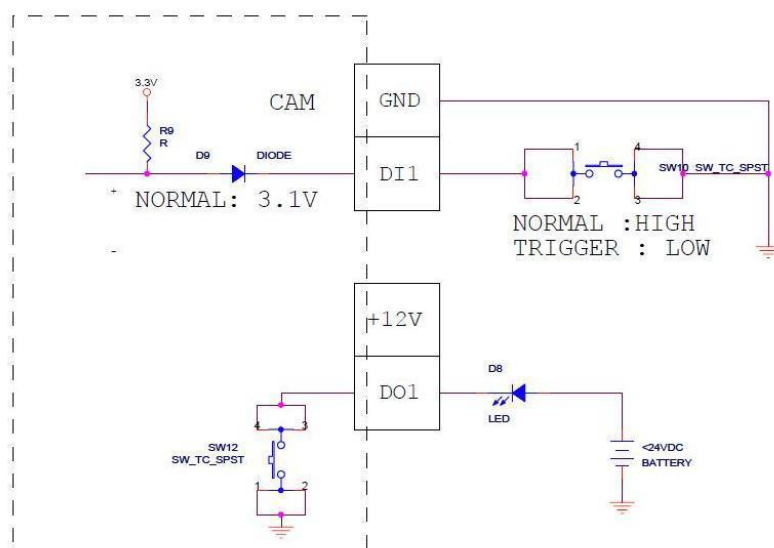 3.3V
CAM
GND
R9
R
D9
DIODE
DI1
1
4
2
3
SW10 SW_TC_SPST
+
-
NORMAL: 3.1V
NORMAL :HIGH
TRIGGER : LOW
+12V
DO1
D8
LED
4
3
SW12
SW_TC_SPST
1
2
<24VDC
BATTERY